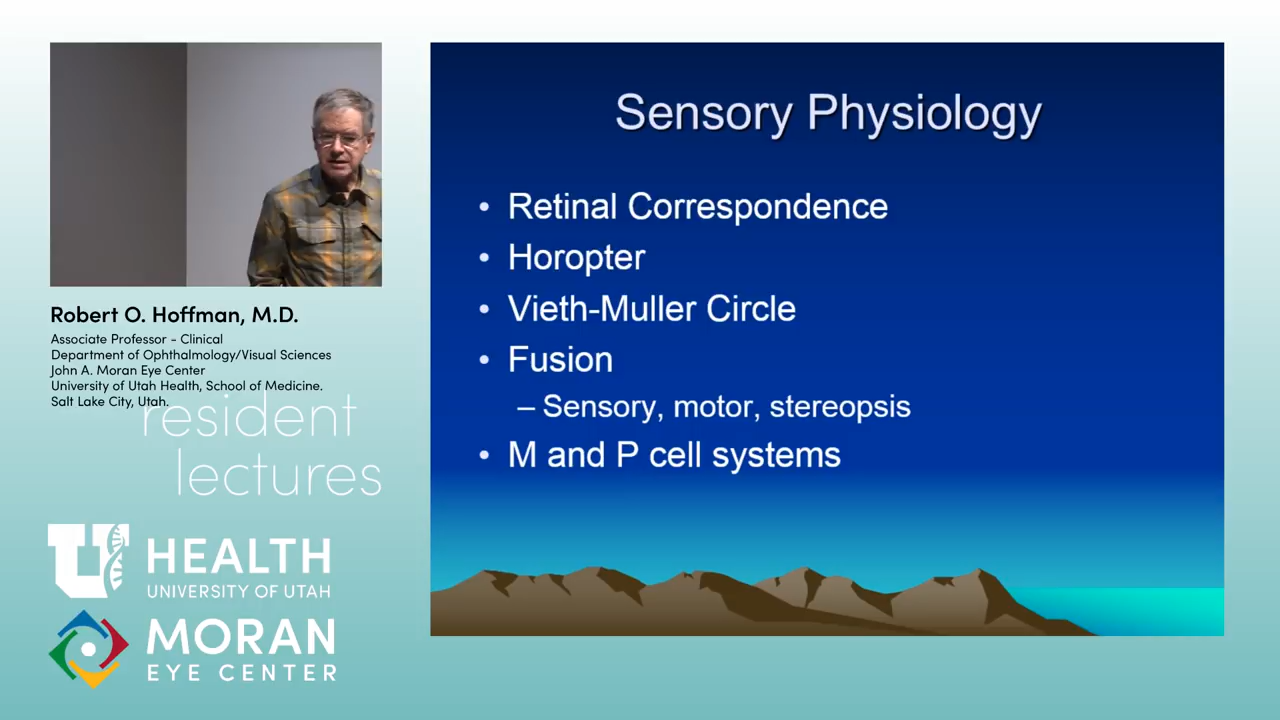 Robert O. Hoffman, M.D.
Associate Professor - Clinical
Department of Ophthalmology/Visual Sciences
John A. Moran Eye Center
University of Utah Health, School of Medicine.
Salt Lake City, Utah.
resident
lectures
U
HEALTH
UNIVERSITY OF UTAH
MORAN
EYE CENTER
Sensory Physiology
• Retinal Correspondence
• Horopter
• Vieth-Muller Circle
• Fusion
– Sensory, motor, stereopsis
• M and P cell systems